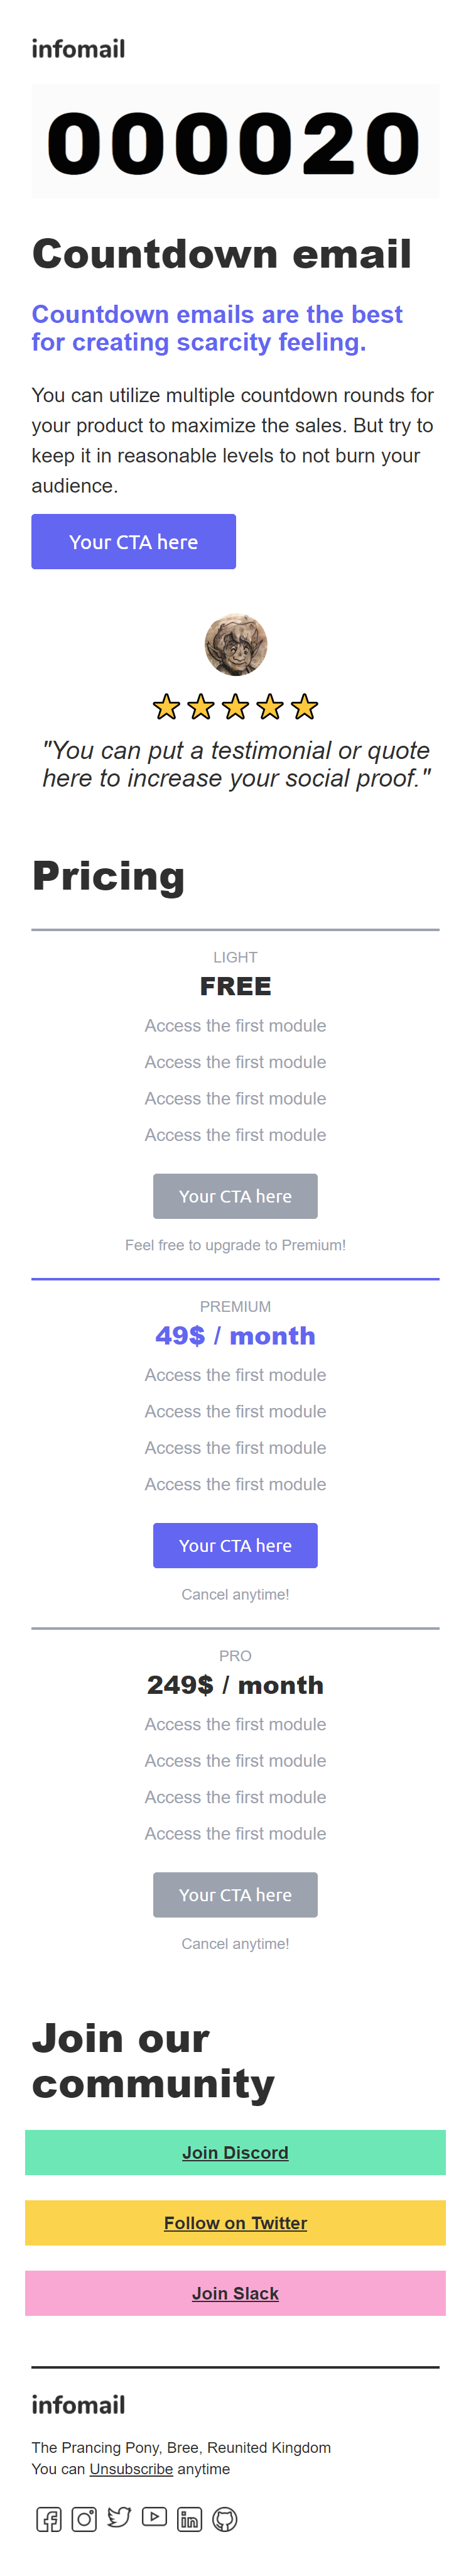 infomail
000020
Countdown email
Countdown emails are the best
for creating scarcity feeling.
You can utilize multiple countdown rounds for
your product to maximize the sales. But try to
keep it in reasonable levels to not burn your
audience.
Your CTA here
"You can put a testimonial or quote
here to increase your social proof."
Pricing
LIGHT
FREE
Access the first module
Access the first module
Access the first module
Access the first module
Your CTA here
Feel free to upgrade to Premium!
PREMIUM
49$ / month
Access the first module
Access the first module
Access the first module
Access the first module
Your CTA here
Cancel anytime!
PRO
249$ / month
Access the first module
Access the first module
Access the first module
Access the first module
Your CTA here
Cancel anytime!
Join our
community
Join Discord
Follow on Twitter
Join Slack
infomail
The Prancing Pony, Bree, Reunited Kingdom
You can Unsubscribe anytime